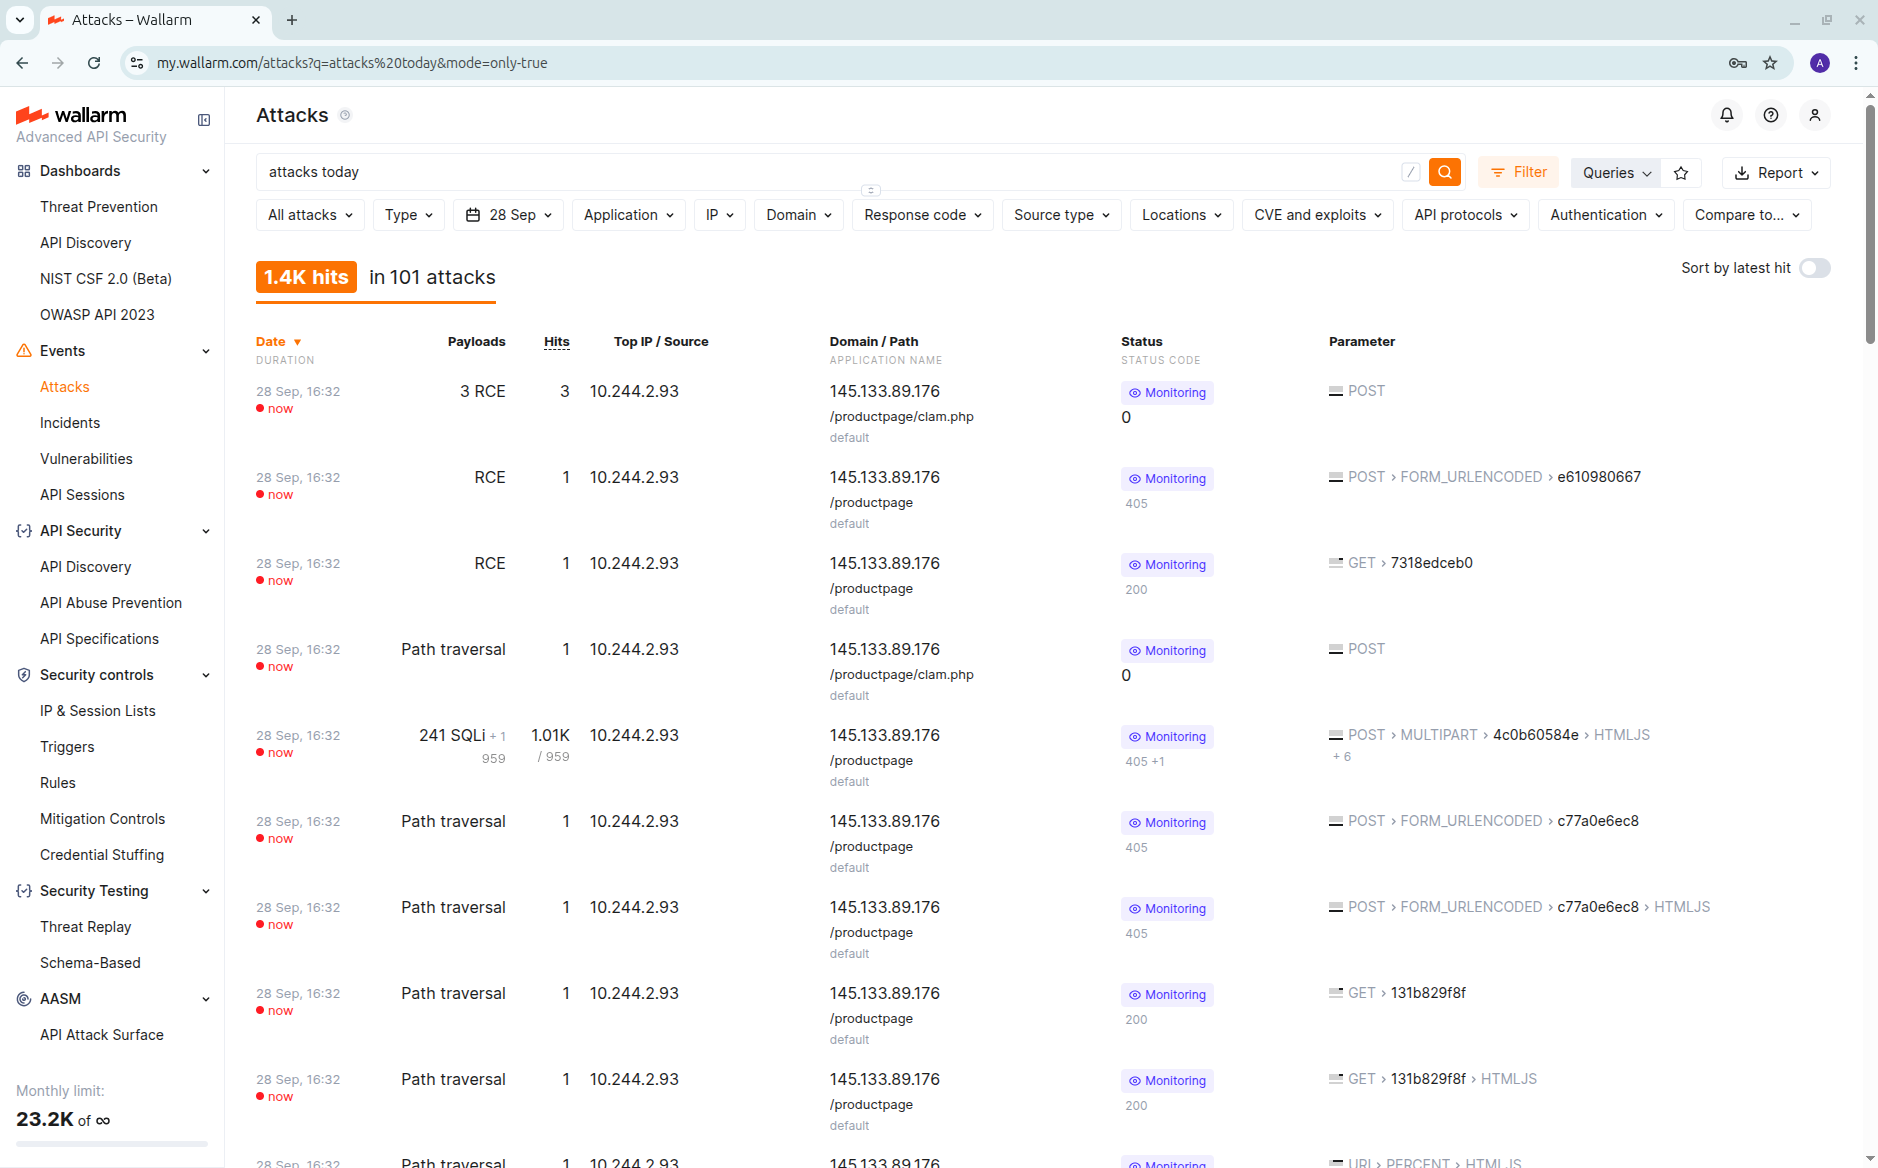 Attacks – Wallarm
my.wallarm.com/attacks?q=attacks%20today&mode=only-true
A
wallarm
Advanced API Security
Dashboards
Threat Prevention
API Discovery
NIST CSF 2.0 (Beta)
OWASP API 2023
Events
Attacks
Incidents
Vulnerabilities
API Sessions
API Security
API Discovery
API Abuse Prevention
API Specifications
Security controls
IP & Session Lists
Triggers
Rules
Mitigation Controls
Credential Stuffing
Security Testing
Threat Replay
Schema-Based
AASM
API Attack Surface
Monthly limit:
23.2K of ∞
Attacks
attacks today /
Filter Queries Report
All attacks Type 28 Sep Application IP Domain Response code Source type Locations CVE and exploits API protocols Authentication Compare to...
1.4K hits in 101 attacks
Sort by latest hit
Date ▼ Payloads Hits Top IP / Source Domain / Path Status Parameter
DURATION APPLICATION NAME STATUS CODE
28 Sep, 16:32 3 RCE 3 10.244.2.93 145.133.89.176 Monitoring POST
now /productpage/clam.php 0
default
28 Sep, 16:32 RCE 1 10.244.2.93 145.133.89.176 Monitoring POST › FORM_URLENCODED › e610980667
now /productpage 405
default
28 Sep, 16:32 RCE 1 10.244.2.93 145.133.89.176 Monitoring GET › 7318edceb0
now /productpage 200
default
28 Sep, 16:32 Path traversal 1 10.244.2.93 145.133.89.176 Monitoring POST
now /productpage/clam.php 0
default
28 Sep, 16:32 241 SQLi + 1 1.01K 10.244.2.93 145.133.89.176 Monitoring POST › MULTIPART › 4c0b60584e › HTMLJS
now 959 / 959 /productpage 405 +1 + 6
default
28 Sep, 16:32 Path traversal 1 10.244.2.93 145.133.89.176 Monitoring POST › FORM_URLENCODED › c77a0e6ec8
now /productpage 405
default
28 Sep, 16:32 Path traversal 1 10.244.2.93 145.133.89.176 Monitoring POST › FORM_URLENCODED › c77a0e6ec8 › HTMLJS
now /productpage 405
default
28 Sep, 16:32 Path traversal 1 10.244.2.93 145.133.89.176 Monitoring GET › 131b829f8f
now /productpage 200
default
28 Sep, 16:32 Path traversal 1 10.244.2.93 145.133.89.176 Monitoring GET › 131b829f8f › HTMLJS
now /productpage 200
default
28 Sep, 16:32 Path traversal 1 10.244.2.93 145.133.89.176 Monitoring URI › PERCENT › HTMLJS